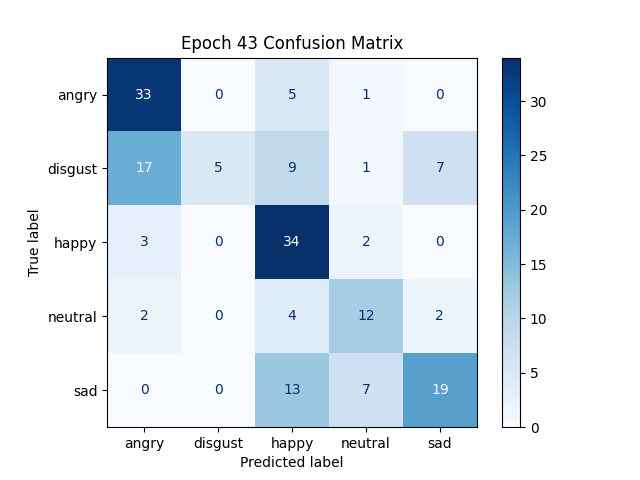 Epoch 43 Confusion Matrix
True label
angry 33 0 5 1 0
disgust 17 5 9 1 7
happy 3 0 34 2 0
neutral 2 0 4 12 2
sad 0 0 13 7 19
angry disgust happy neutral sad
Predicted label
30
25
20
15
10
5
0